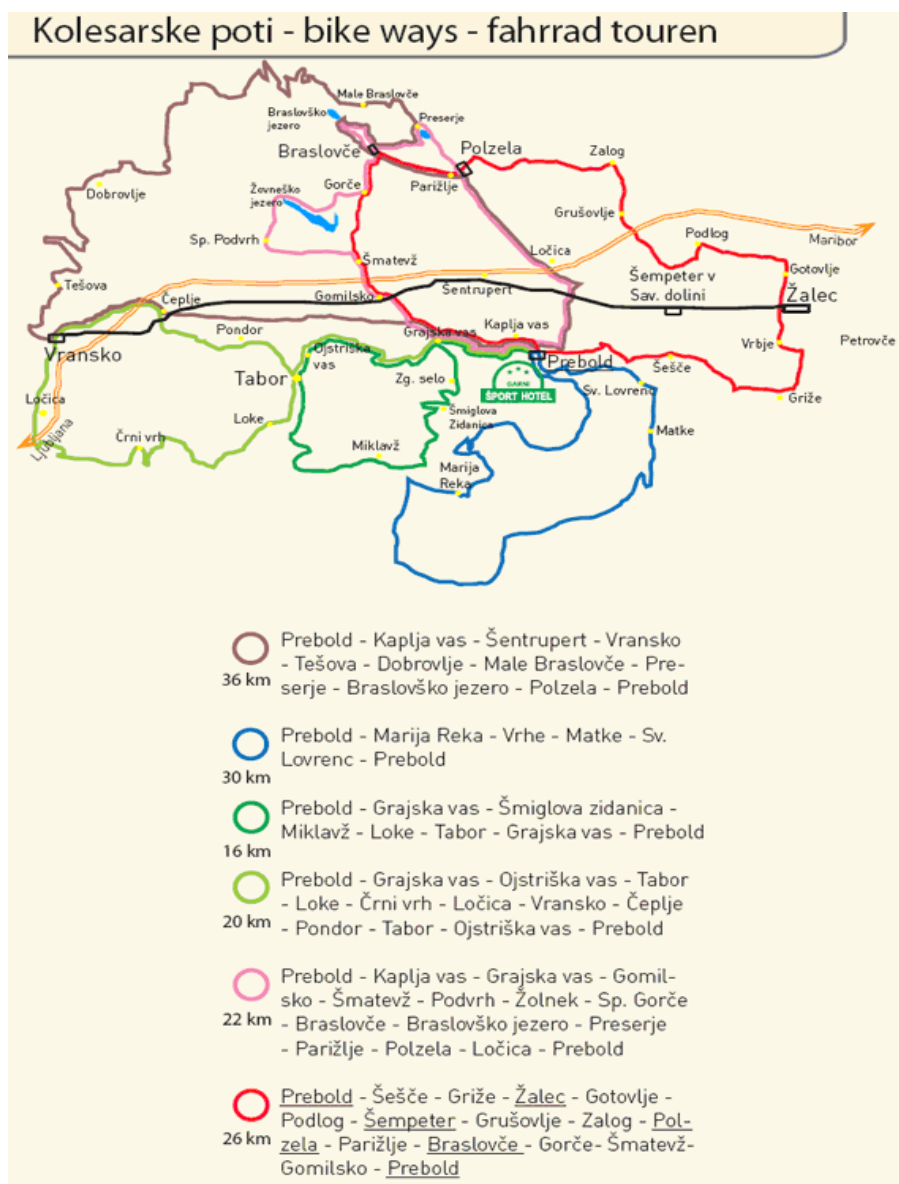 Kolesarske poti - bike ways - fahrrad touren
Male Braslovče
Braslovško
jezero
Preserje
Braslovče
Polzela
Zalog
Parižlje
Dobrovlje
Gorče
Žovneško
jezero
Grušovlje
Sp. Podvrh
Podlog
Maribor
Ločica
Šmatevž
Gotovlje
Tešova
Šentrupert
Šempeter v
Sav. dolini
Žalec
Čeplje
Gomilsko
Pondor
Grajska vas
Kaplja vas
Vrbje
Petrovče
Vransko
Ojstriška
vas
Prebold
Šešče
Tabor
Zg. selo
GARNI
ŠPORT HOTEL
Sv. Lovrenc
Griže
Ločica
Loke
Šmiglova
Zidanica
Ljubljana
Črni vrh
Miklavž
Matke
Marija
Reka
Prebold - Kaplja vas - Šentrupert - Vransko
- Tešova - Dobrovlje - Male Braslovče - Pre-
36 km
serje - Braslovško jezero - Polzela - Prebold
Prebold - Marija Reka - Vrhe - Matke - Sv.
Lovrenc - Prebold
30 km
Prebold - Grajska vas - Šmiglova zidanica -
Miklavž - Loke - Tabor - Grajska vas - Prebold
16 km
Prebold - Grajska vas - Ojstriška vas - Tabor
- Loke - Črni vrh - Ločica - Vransko - Čeplje
20 km
- Pondor - Tabor - Ojstriška vas - Prebold
Prebold - Kaplja vas - Grajska vas - Gomil-
sko - Šmatevž - Podvrh - Žolnek - Sp. Gorče
22 km
- Braslovče - Braslovško jezero - Preserje
- Parižlje - Polzela - Ločica - Prebold
Prebold - Šešče - Griže - Žalec - Gotovlje -
Podlog - Šempeter - Grušovlje - Zalog - Pol-
26 km
zela - Parižlje - Braslovče - Gorče- Šmatevž-
Gomilsko - Prebold